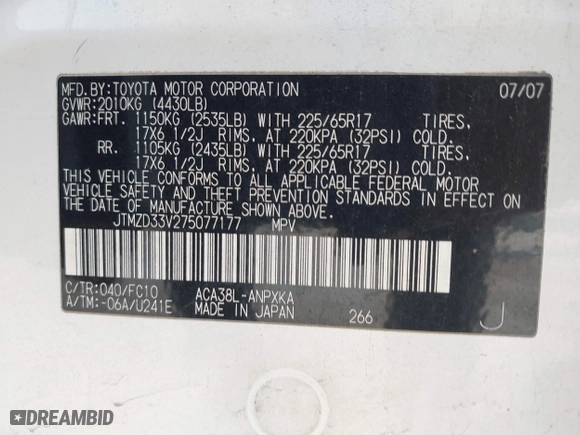 MFD.BY:TOYOTA MOTOR CORPORATION 07/07
GVWR:2010KG (4430LB)
GAWR:FRT. 1150KG (2535LB) WITH 225/65R17 TIRES,
17X6 1/2J RIMS, AT 220KPA (32PSI) COLD.
RR. 1105KG (2435LB) WITH 225/65R17 TIRES,
17X6 1/2J RIMS, AT 220KPA (32PSI) COLD.
THIS VEHICLE CONFORMS TO ALL APPLICABLE FEDERAL MOTOR
VEHICLE SAFETY AND THEFT PREVENTION STANDARDS IN EFFECT ON
THE DATE OF MANUFACTURE SHOWN ABOVE.
JTMZD33V275077177 MPV
C/TR:040/FC10 ACA38L-ANPXKA
A/TM:-06A/U241E MADE IN JAPAN 266 J
DREAMBID